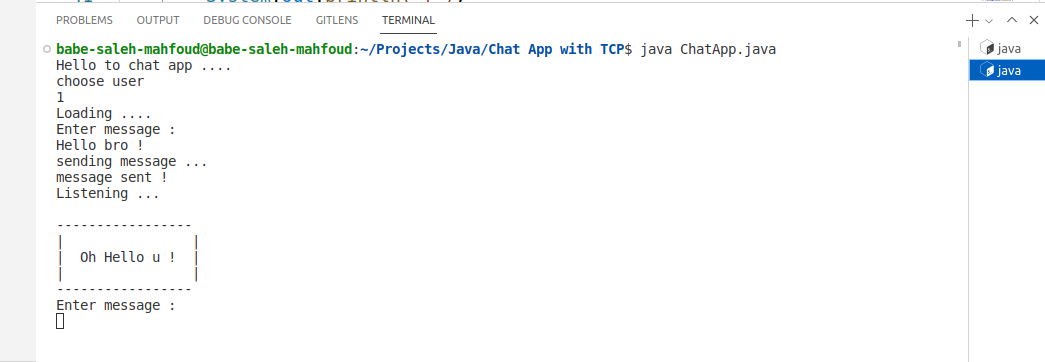 PROBLEMS OUTPUT DEBUG CONSOLE GITLENS TERMINAL
babe-saleh-mahfoud@babe-saleh-mahfoud:~/Projects/Java/Chat App with TCP$ java ChatApp.java
java
Hello to chat app ....
java
choose user
1
Loading ....
Enter message :
Hello bro !
sending message ...
message sent !
Listening ...
-----------------
|                |
|  Oh Hello u !  |
|                |
-----------------
Enter message :